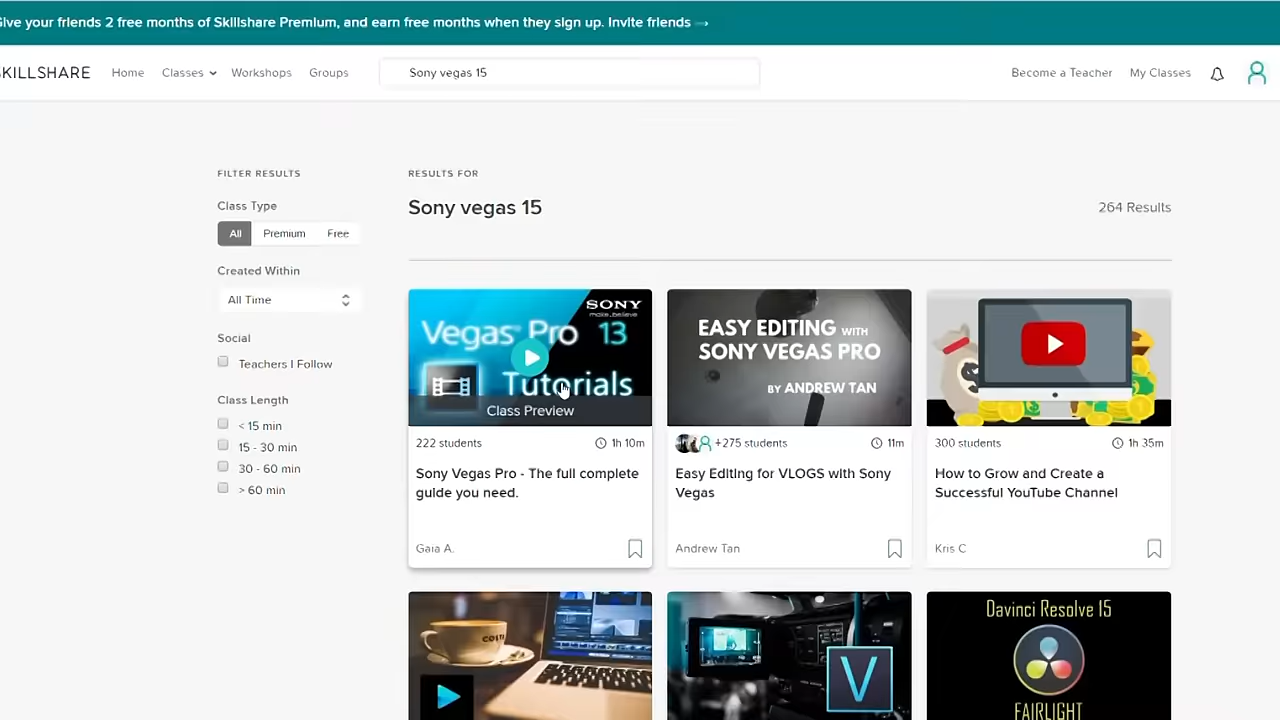 Give your friends 2 free months of Skillshare Premium, and earn free months when they sign up. Invite friends →
SKILLSHARE
Home
Classes
Workshops
Groups
Sony vegas 15
Become a Teacher
My Classes
FILTER RESULTS
Class Type
All
Premium
Free
Created Within
All Time
Social
Teachers I Follow
Class Length
< 15 min
15 - 30 min
30 - 60 min
> 60 min
RESULTS FOR
Sony vegas 15
264 Results
SONY
make.believe
Vegas Pro 13
Tutorials
Class Preview
222 students
1h 10m
Sony Vegas Pro - The full complete
guide you need.
Gaia A.
EASY EDITING WITH
SONY VEGAS PRO
BY ANDREW TAN
+275 students
11m
Easy Editing for VLOGS with Sony
Vegas
Andrew Tan
300 students
1h 35m
How to Grow and Create a
Successful YouTube Channel
Kris C
COSTA
V
Davinci Resolve 15
FAIRLIGHT